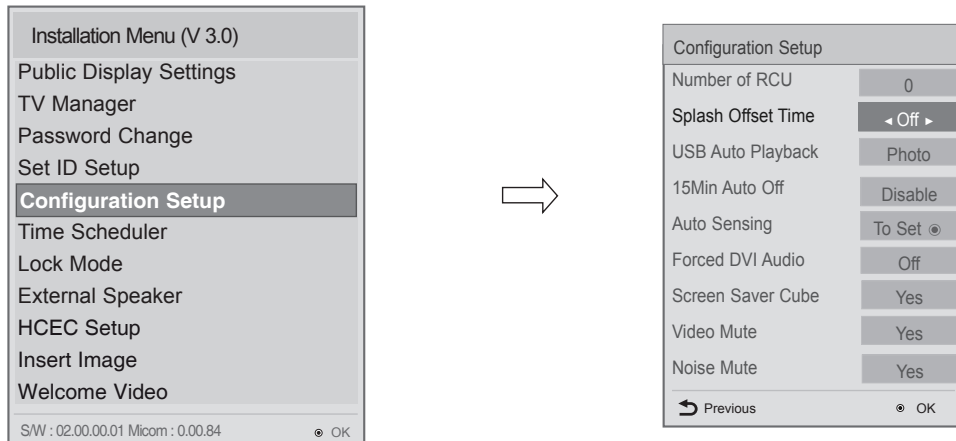 Installation Menu (V 3.0)
Public Display Settings
TV Manager
Password Change
Set ID Setup
Configuration Setup
Time Scheduler
Lock Mode
External Speaker
HCEC Setup
Insert Image
Welcome Video
S/W : 02.00.00.01 Micom : 0.00.84 ◉ OK
Configuration Setup
Number of RCU 0
Splash Offset Time ◂ Off ▸
USB Auto Playback Photo
15Min Auto Off Disable
Auto Sensing To Set ◉
Forced DVI Audio Off
Screen Saver Cube Yes
Video Mute Yes
Noise Mute Yes
Previous ◉ OK